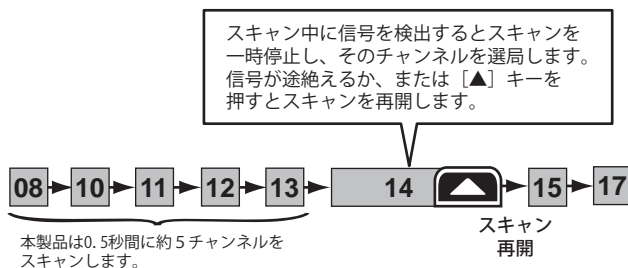 スキャン中に信号を検出するとスキャンを
一時停止し、そのチャンネルを選局します。
信号が途絶えるか、または［▲］キーを
押すとスキャンを再開します。
08 10 11 12 13 14 15 17
スキャン
再開
本製品は0.5秒間に約５チャンネルを
スキャンします。